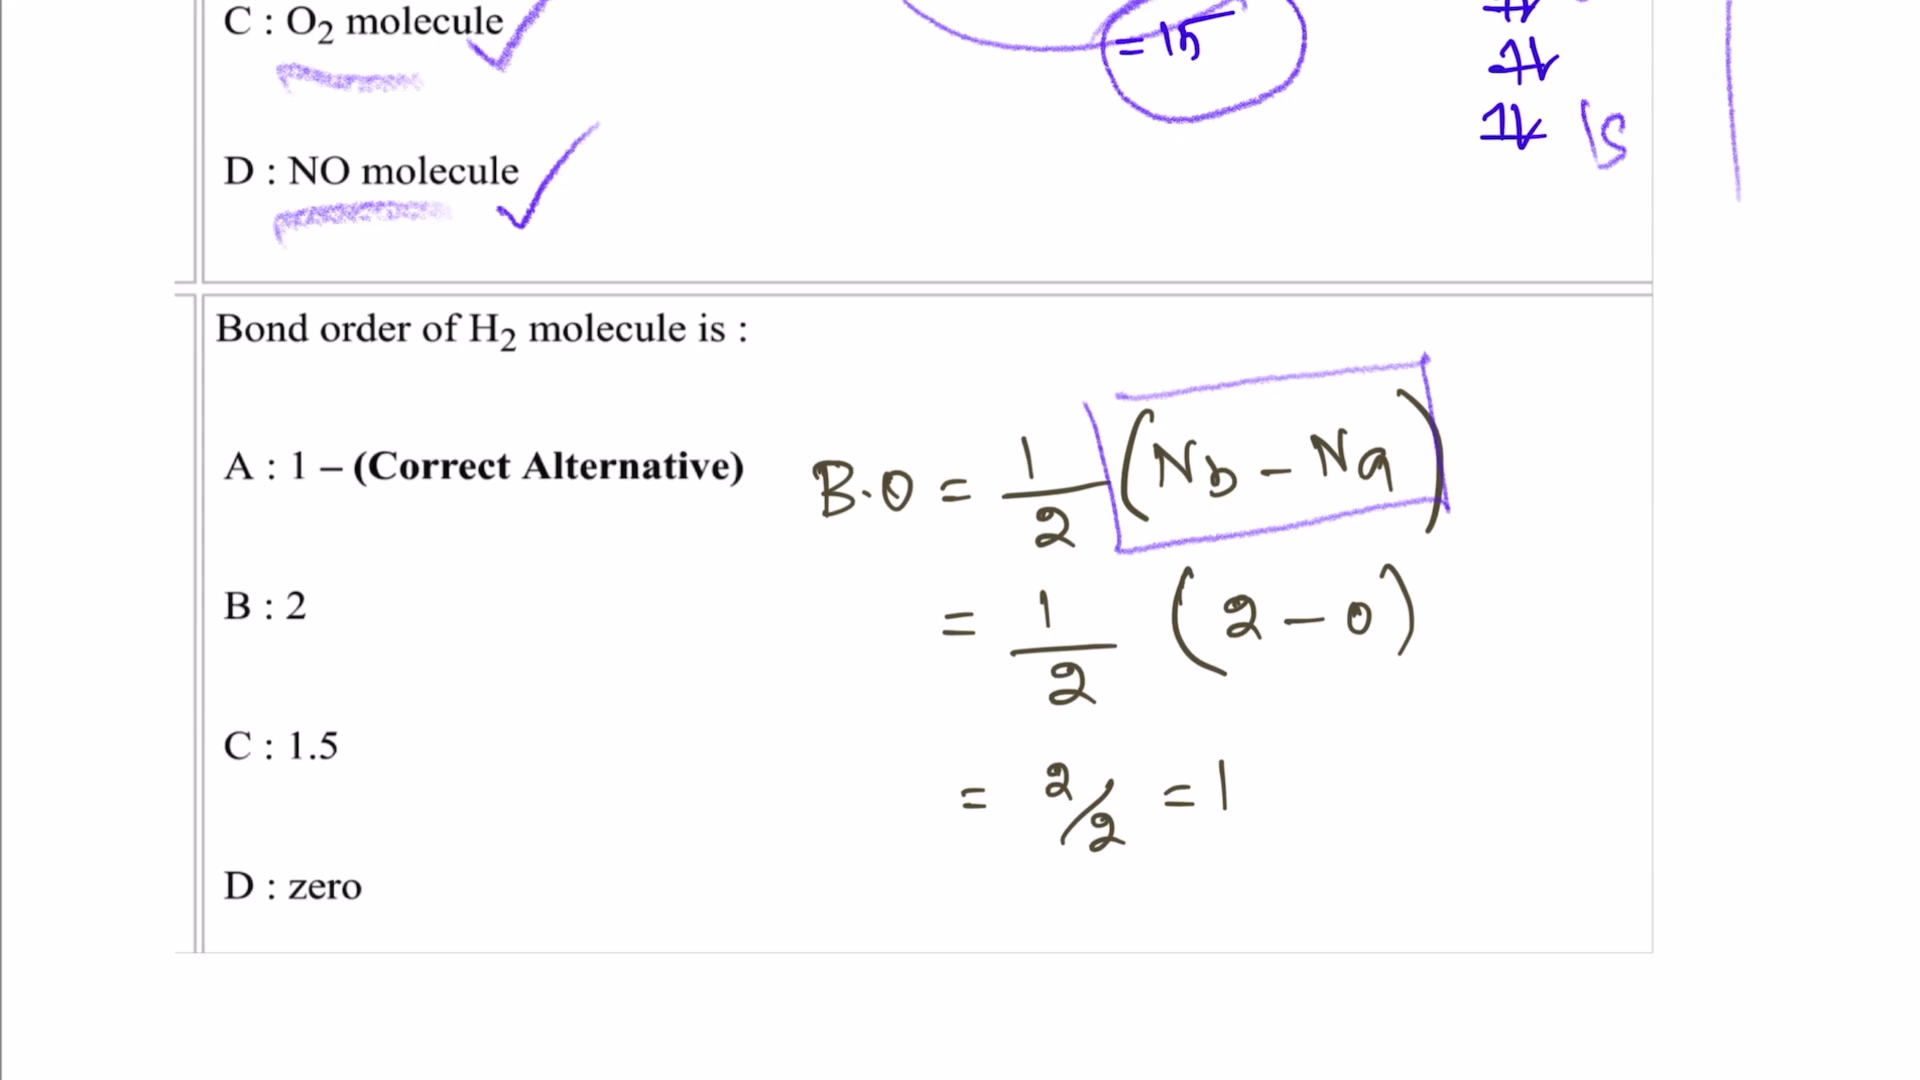 C : O₂ molecule
= 15
1s
D : NO molecule
Bond order of H₂ molecule is :
A : 1 – (Correct Alternative)
B.O = 1/2 (Nb – Na)
B : 2
= 1/2 (2 – 0)
C : 1.5
= 2/2 = 1
D : zero